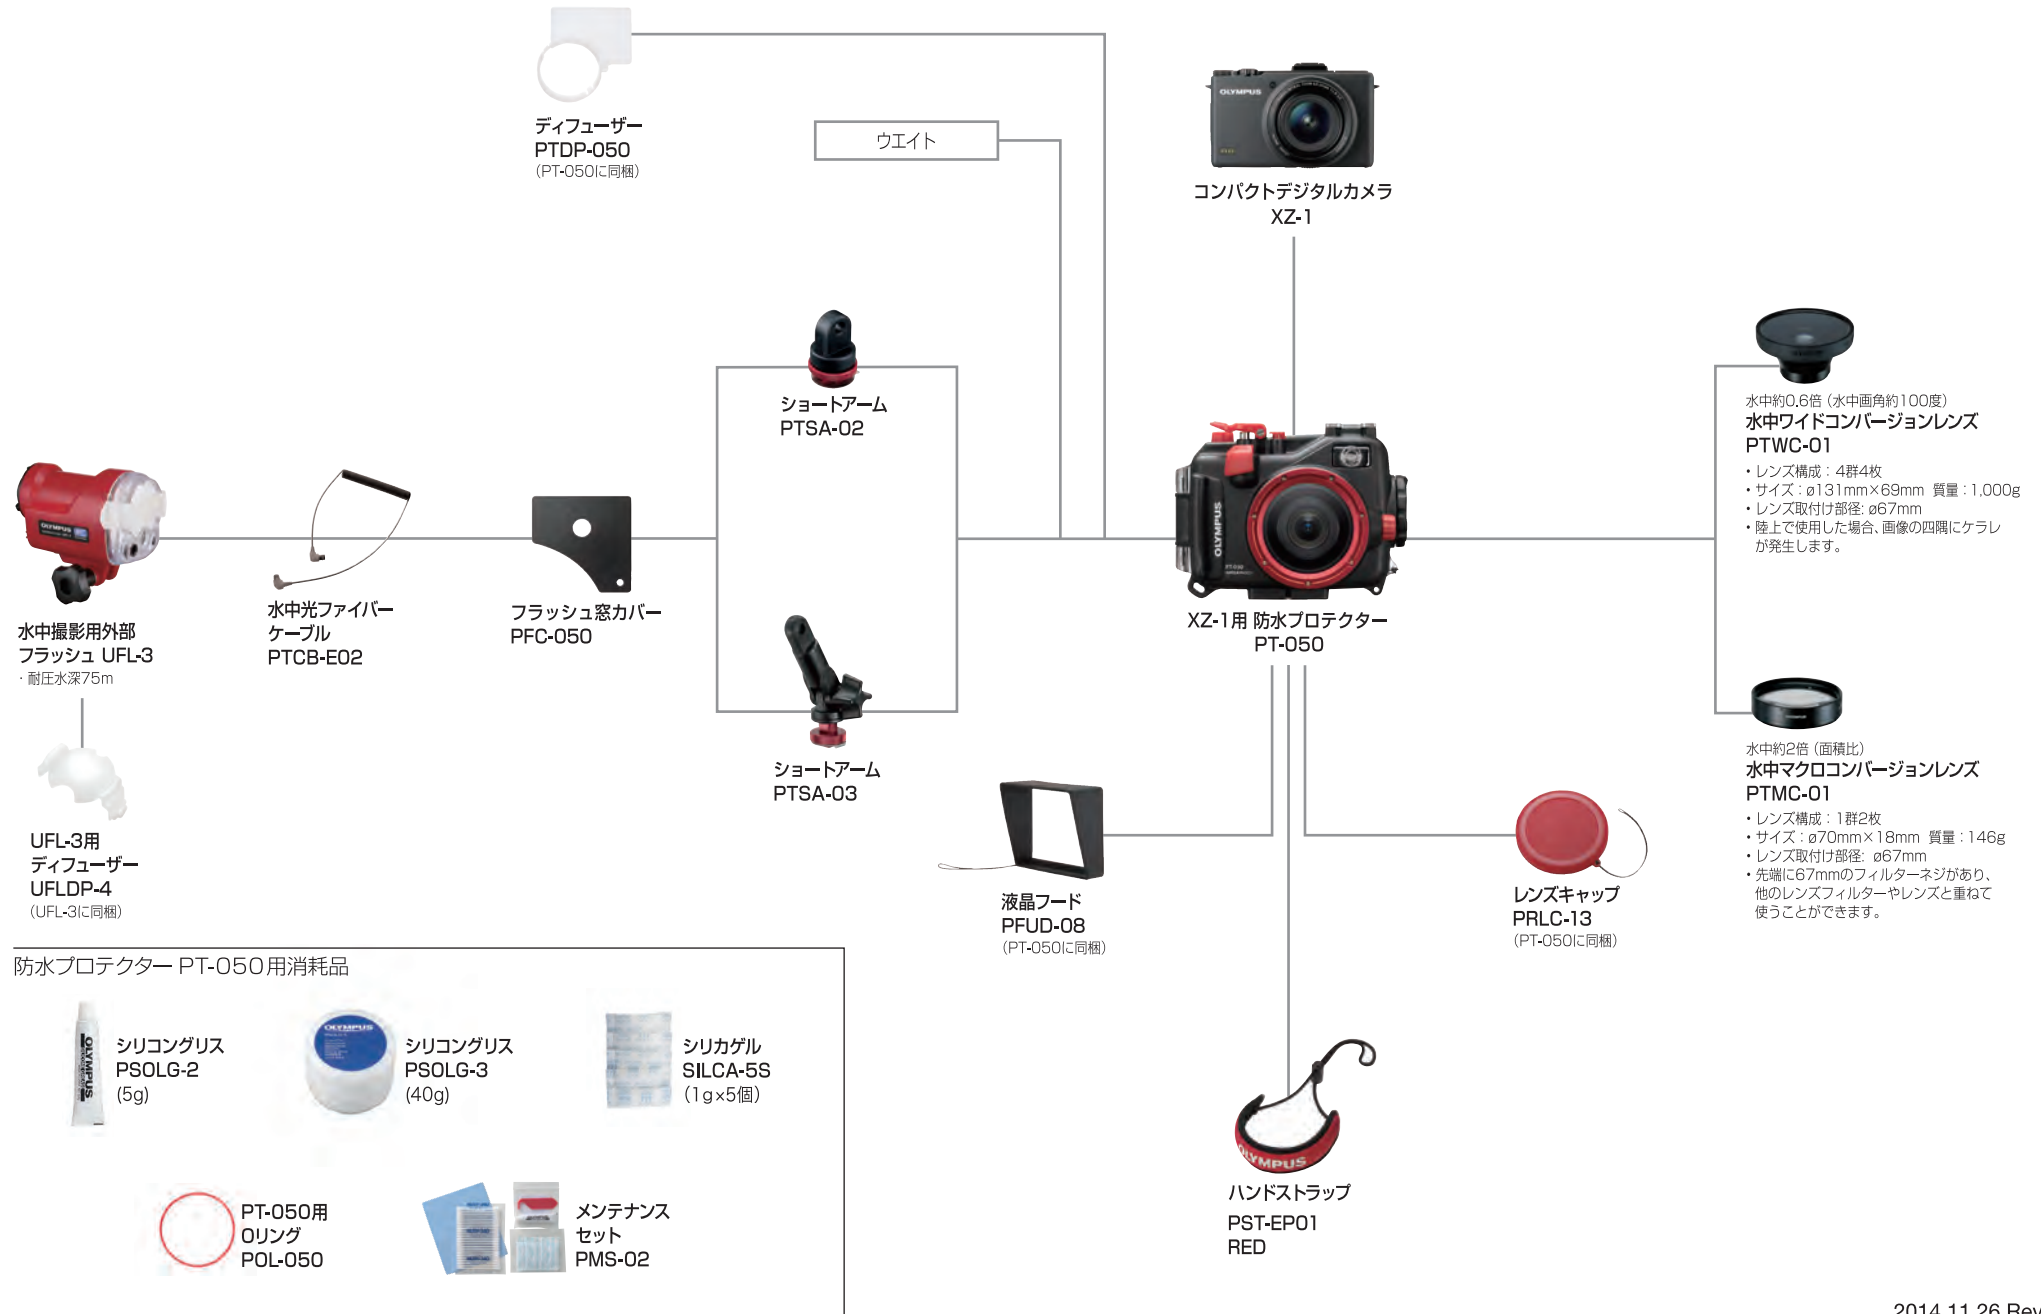 ディフューザー
PTDP-050
(PT-050に同梱)
ウエイト
OLYMPUS
コンパクトデジタルカメラ
XZ-1
ショートアーム
PTSA-02
水中約0.6倍(水中画角約100度)
水中ワイドコンバージョンレンズ
PTWC-01
・レンズ構成：4群4枚
・サイズ：ø131mm×69mm 質量：1,000g
・レンズ取付け部径: ø67mm
・陸上で使用した場合、画像の四隅にケラレ
が発生します。
OLYMPUS
水中撮影用外部
フラッシュ UFL-3
・耐圧水深75m
水中光ファイバー
ケーブル
PTCB-E02
フラッシュ窓カバー
PFC-050
OLYMPUS
PT-050
XZ-1用 防水プロテクター
PT-050
ショートアーム
PTSA-03
水中約2倍(面積比)
水中マクロコンバージョンレンズ
PTMC-01
・レンズ構成：1群2枚
・サイズ：ø70mm×18mm 質量：146g
・レンズ取付け部径: ø67mm
・先端に67mmのフィルターネジがあり、
他のレンズフィルターやレンズと重ねて
使うことができます。
UFL-3用
ディフューザー
UFLDP-4
(UFL-3に同梱)
液晶フード
PFUD-08
(PT-050に同梱)
レンズキャップ
PRLC-13
(PT-050に同梱)
防水プロテクター PT-050用消耗品
OLYMPUS
シリコングリス
PSOLG-2
(5g)
OLYMPUS
シリコングリス
PSOLG-3
(40g)
シリカゲル
SILCA-5S
(1g×5個)
PT-050用
Oリング
POL-050
メンテナンス
セット
PMS-02
OLYMPUS
ハンドストラップ
PST-EP01
RED
2014.11.26 Rev